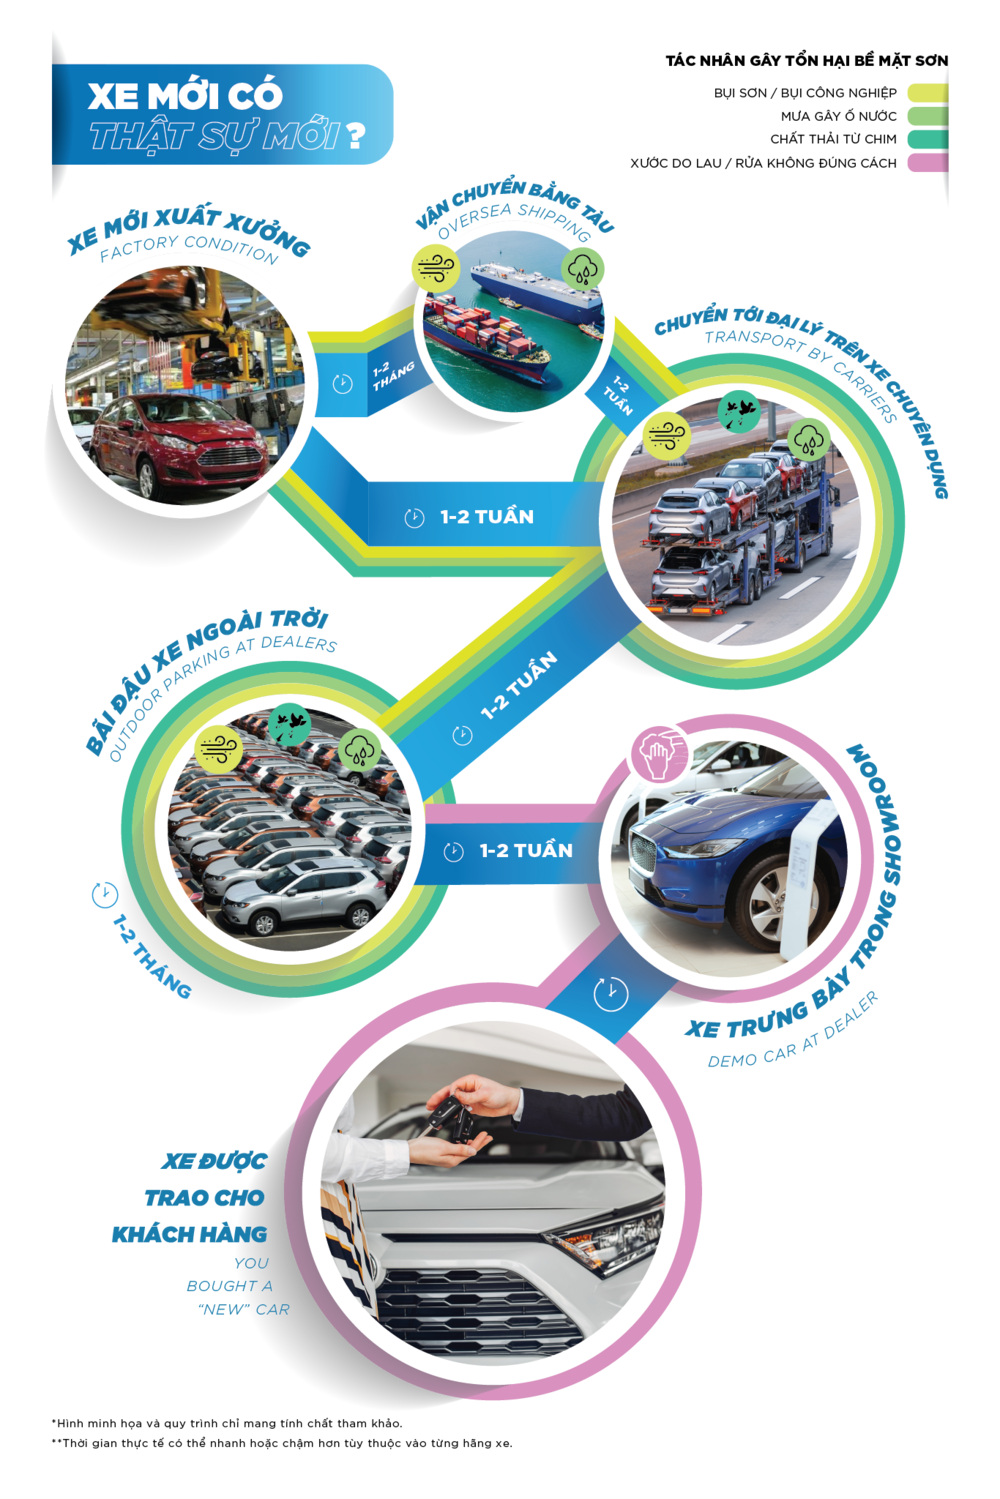 XE MỚI CÓ
THẬT SỰ MỚI ?
TÁC NHÂN GÂY TỔN HẠI BỀ MẶT SƠN
BỤI SƠN / BỤI CÔNG NGHIỆP
MƯA GÂY Ố NƯỚC
CHẤT THẢI TỪ CHIM
XƯỚC DO LAU / RỬA KHÔNG ĐÚNG CÁCH
XE MỚI XUẤT XƯỞNG
FACTORY CONDITION
VẬN CHUYỂN BẰNG TÀU
OVERSEA SHIPPING
CHUYỂN TỚI ĐẠI LÝ TRÊN XE CHUYÊN DỤNG
TRANSPORT BY CARRIERS
1-2
THÁNG
1-2
TUẦN
1-2 TUẦN
BÃI ĐẬU XE NGOÀI TRỜI
OUTDOOR PARKING AT DEALERS
1-2 TUẦN
1-2 TUẦN
1-2 THÁNG
XE TRƯNG BÀY TRONG SHOWROOM
DEMO CAR AT DEALER
XE ĐƯỢC
TRAO CHO
KHÁCH HÀNG
YOU
BOUGHT A
“NEW” CAR
*Hình minh họa và quy trình chỉ mang tính chất tham khảo.
**Thời gian thực tế có thể nhanh hoặc chậm hơn tùy thuộc vào từng hãng xe.